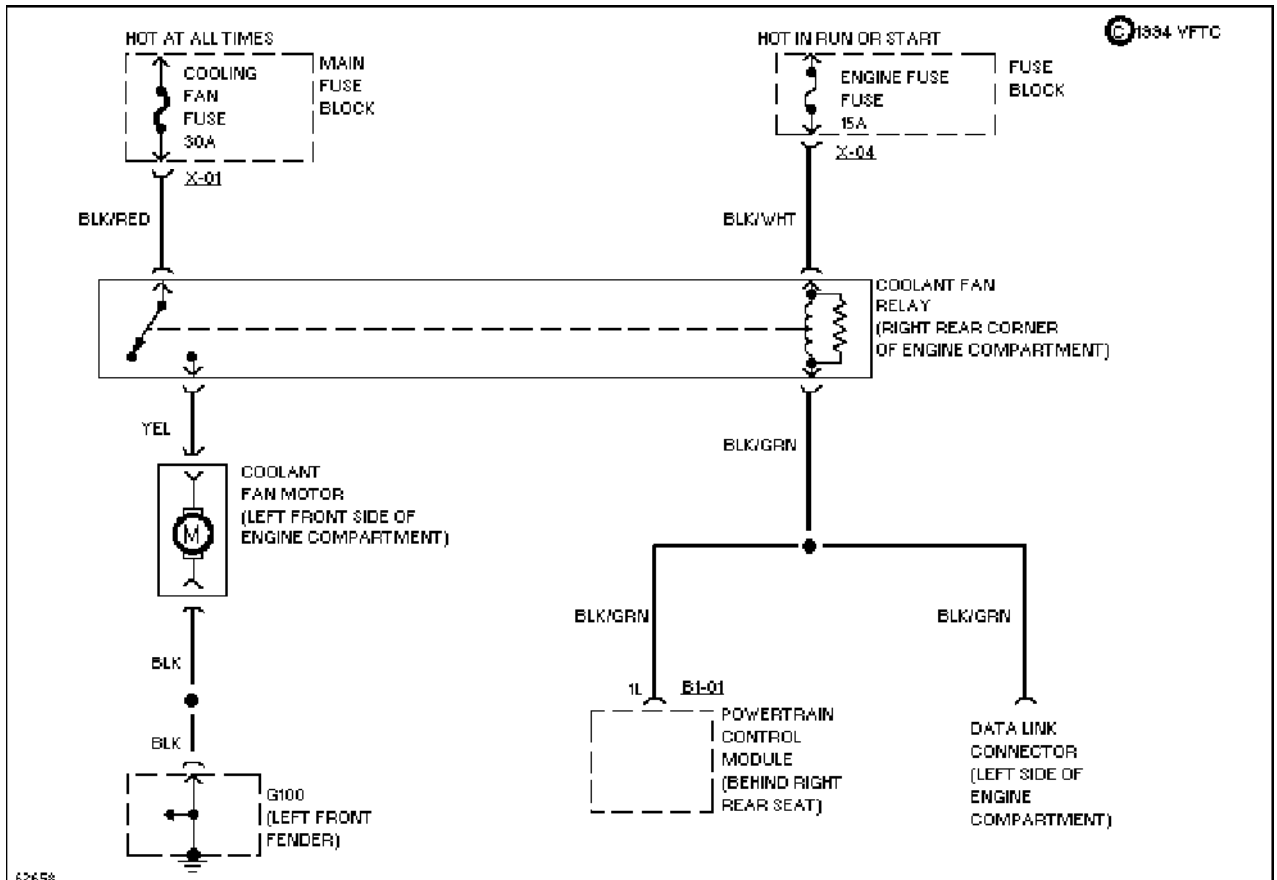 © 1994 VFTC
HOT AT ALL TIMES
COOLING
FAN
FUSE
30A
MAIN
FUSE
BLOCK
X-01
BLK/RED
HOT IN RUN OR START
ENGINE FUSE
FUSE
15A
FUSE
BLOCK
X-04
BLK/WHT
COOLANT FAN
RELAY
(RIGHT REAR CORNER
OF ENGINE COMPARTMENT)
YEL
COOLANT
FAN MOTOR
(LEFT FRONT SIDE OF
ENGINE COMPARTMENT)
M
BLK
BLK
G100
(LEFT FRONT
FENDER)
BLK/GRN
BLK/GRN
BLK/GRN
1L
B1-01
POWERTRAIN
CONTROL
MODULE
(BEHIND RIGHT
REAR SEAT)
DATA LINK
CONNECTOR
(LEFT SIDE OF
ENGINE
COMPARTMENT)